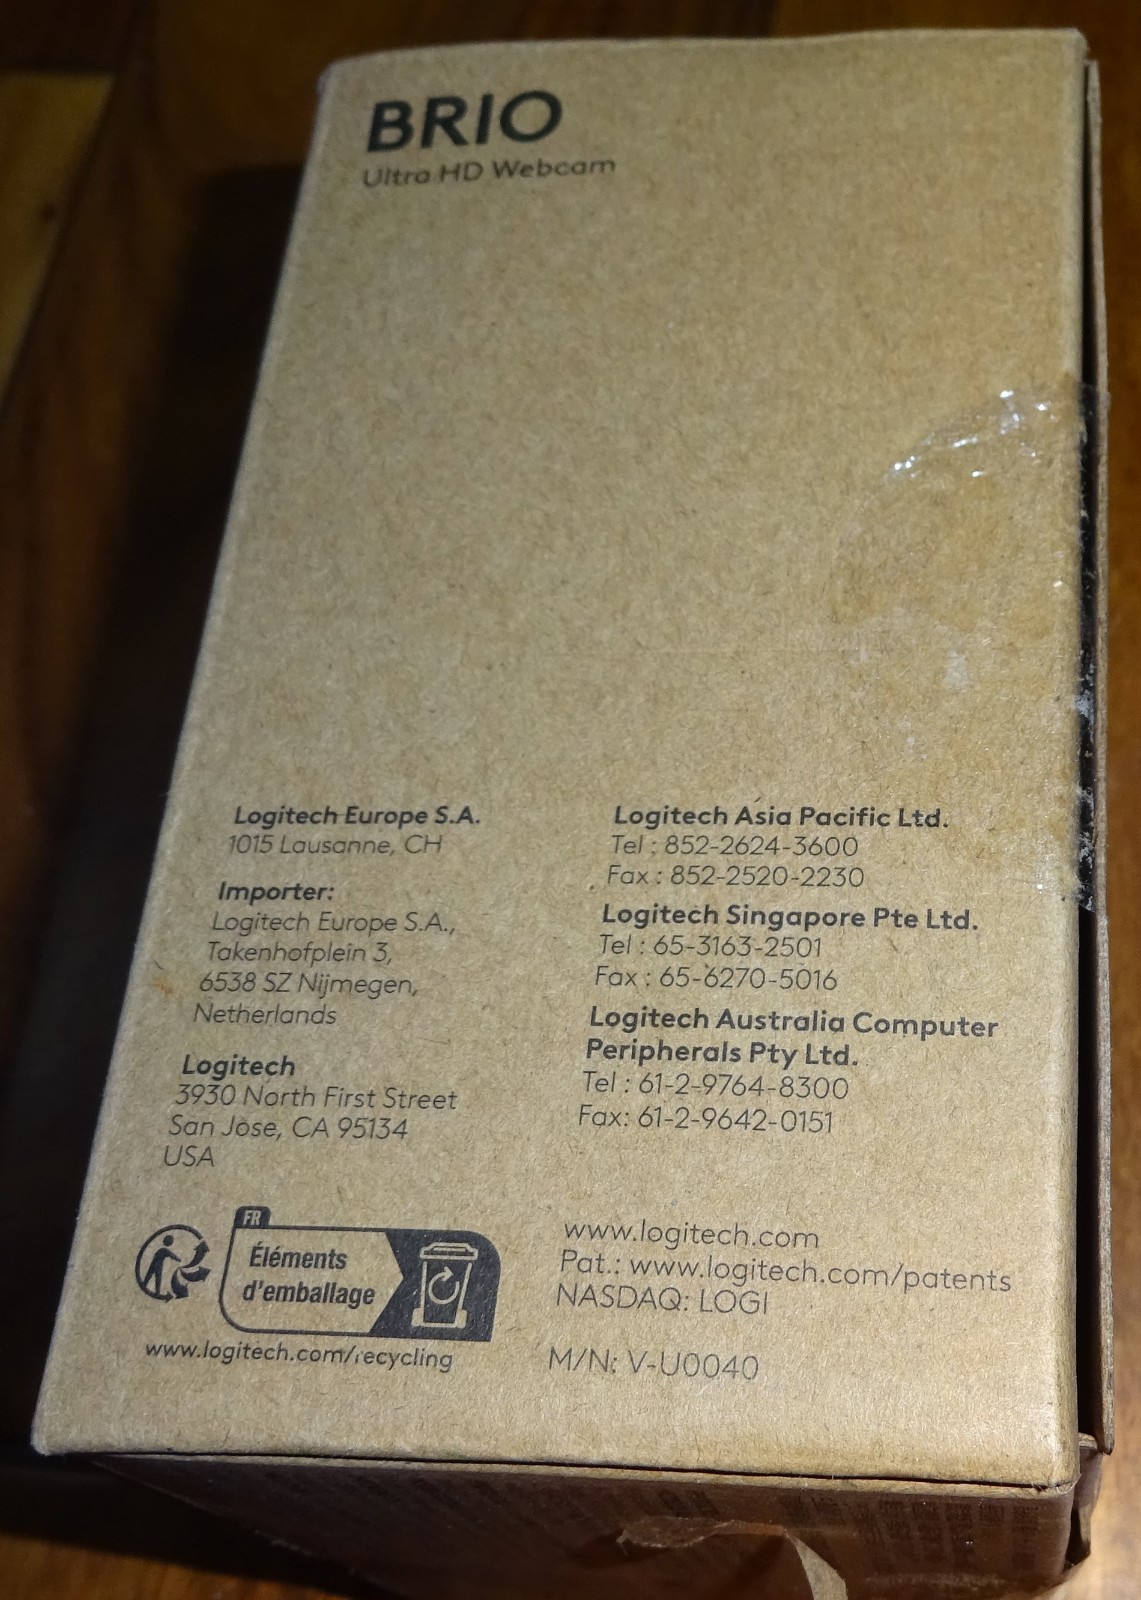 BRIO
Ultra HD Webcam
Logitech Europe S.A.
1015 Lausanne, CH
Importer:
Logitech Europe S.A.,
Takenhofplein 3,
6538 SZ Nijmegen,
Netherlands
Logitech
3930 North First Street
San Jose, CA 95134
USA
Logitech Asia Pacific Ltd.
Tel : 852-2624-3600
Fax : 852-2520-2230
Logitech Singapore Pte Ltd.
Tel : 65-3163-2501
Fax : 65-6270-5016
Logitech Australia Computer
Peripherals Pty Ltd.
Tel : 61-2-9764-8300
Fax: 61-2-9642-0151
FR
Éléments
d'emballage
www.logitech.com/recycling
www.logitech.com
Pat.: www.logitech.com/patents
NASDAQ: LOGI
M/N: V-U0040